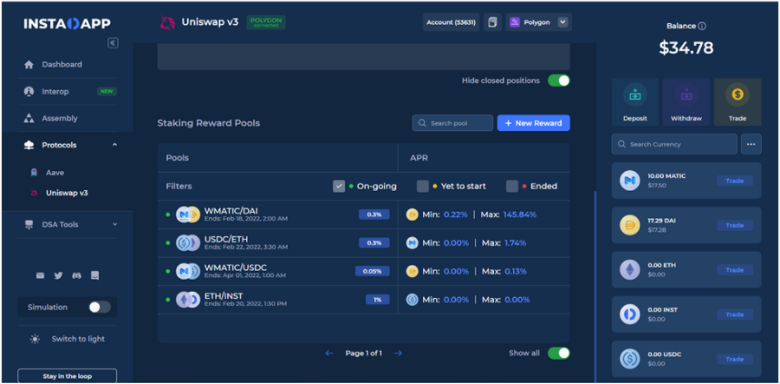 INSTADAPP
Dashboard
Interop NEW
Assembly
Protocols
Aave
Uniswap v3
DSA Tools
Simulation
Switch to light
Stay in the loop
Uniswap v3 POLYGON connected
Account (53631)
Polygon
Hide closed positions
Staking Reward Pools
Search pool
+ New Reward
Pools APR
Filters On-going Yet to start Ended
WMATIC/DAI 0.3% Min: 0.22% | Max: 145.84%
Ends: Feb 18, 2022, 2:00 AM
USDC/ETH 0.3% Min: 0.00% | Max: 1.74%
Ends: Feb 22, 2022, 3:30 AM
WMATIC/USDC 0.05% Min: 0.00% | Max: 0.13%
Ends: Apr 01, 2022, 1:00 AM
ETH/INST 1% Min: 0.00% | Max: 0.00%
Ends: Feb 20, 2022, 1:30 PM
← Page 1 of 1 →
Show all
Balance
$34.78
Deposit Withdraw Trade
Search Currency
10.00 MATIC
$17.50
Trade
17.29 DAI
$17.28
Trade
0.00 ETH
$0.00
Trade
0.00 INST
$0.00
Trade
0.00 USDC
$0.00
Trade